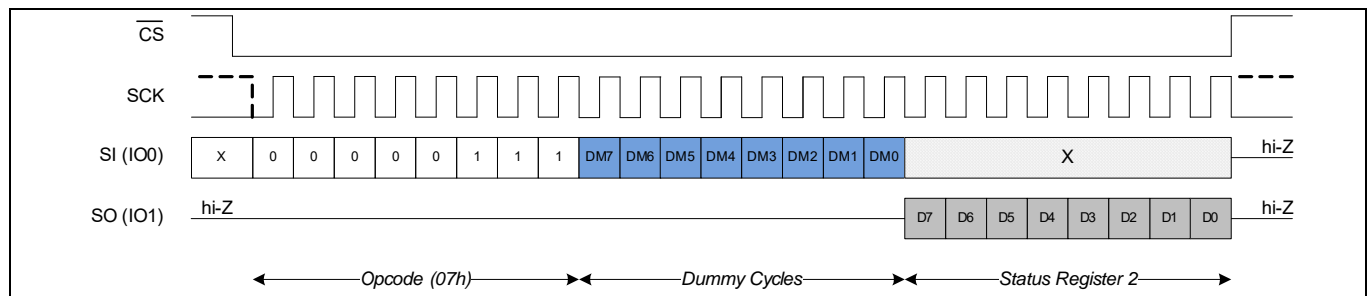 CS
SCK
SI (IO0) X 0 0 0 0 0 1 1 1 DM7 DM6 DM5 DM4 DM3 DM2 DM1 DM0 X hi-Z
SO (IO1) hi-Z D7 D6 D5 D4 D3 D2 D1 D0 hi-Z
Opcode (07h) Dummy Cycles Status Register 2